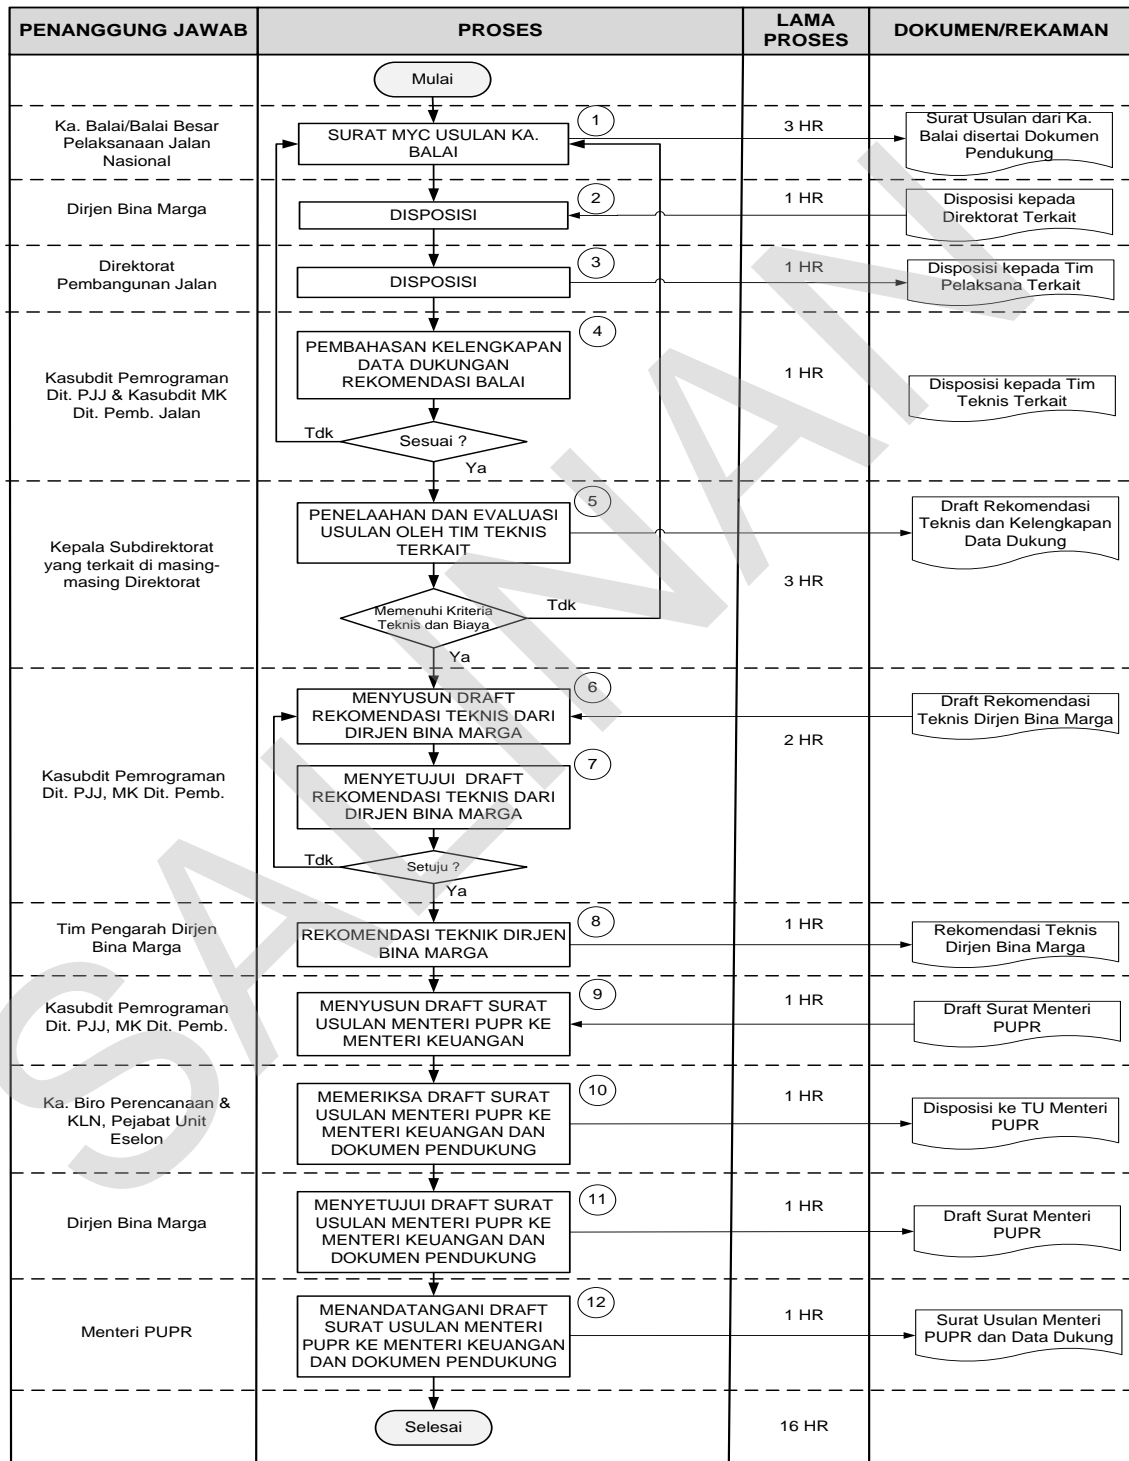 PENANGGUNG JAWAB
PROSES
LAMA
PROSES
DOKUMEN/REKAMAN
Mulai
Ka. Balai/Balai Besar
Pelaksanaan Jalan
Nasional
1
SURAT MYC USULAN KA.
BALAI
3 HR
Surat Usulan dari Ka.
Balai disertai Dokumen
Pendukung
Dirjen Bina Marga
2
DISPOSISI
1 HR
Disposisi kepada
Direktorat Terkait
Direktorat
Pembangunan Jalan
3
DISPOSISI
1 HR
Disposisi kepada Tim
Pelaksana Terkait
Kasubdit Pemrograman
Dit. PJJ & Kasubdit MK
Dit. Pemb. Jalan
4
PEMBAHASAN KELENGKAPAN
DATA DUKUNGAN
REKOMENDASI BALAI
Tdk
Sesuai ?
Ya
1 HR
Disposisi kepada Tim
Teknis Terkait
Kepala Subdirektorat
yang terkait di masing-
masing Direktorat
5
PENELAAHAN DAN EVALUASI
USULAN OLEH TIM TEKNIS
TERKAIT
Memenuhi Kriteria
Teknis dan Biaya
Tdk
Ya
3 HR
Draft Rekomendasi
Teknis dan Kelengkapan
Data Dukung
Kasubdit Pemrograman
Dit. PJJ, MK Dit. Pemb.
6
MENYUSUN DRAFT
REKOMENDASI TEKNIS DARI
DIRJEN BINA MARGA
7
MENYETUJUI DRAFT
REKOMENDASI TEKNIS DARI
DIRJEN BINA MARGA
Tdk
Setuju ?
Ya
2 HR
Draft Rekomendasi
Teknis Dirjen Bina Marga
Tim Pengarah Dirjen
Bina Marga
8
REKOMENDASI TEKNIK DIRJEN
BINA MARGA
1 HR
Rekomendasi Teknis
Dirjen Bina Marga
Kasubdit Pemrograman
Dit. PJJ, MK Dit. Pemb.
9
MENYUSUN DRAFT SURAT
USULAN MENTERI PUPR KE
MENTERI KEUANGAN
1 HR
Draft Surat Menteri
PUPR
Ka. Biro Perencanaan &
KLN, Pejabat Unit
Eselon
10
MEMERIKSA DRAFT SURAT
USULAN MENTERI PUPR KE
MENTERI KEUANGAN DAN
DOKUMEN PENDUKUNG
1 HR
Disposisi ke TU Menteri
PUPR
Dirjen Bina Marga
11
MENYETUJUI DRAFT SURAT
USULAN MENTERI PUPR KE
MENTERI KEUANGAN DAN
DOKUMEN PENDUKUNG
1 HR
Draft Surat Menteri
PUPR
Menteri PUPR
12
MENANDATANGANI DRAFT
SURAT USULAN MENTERI
PUPR KE MENTERI KEUANGAN
DAN DOKUMEN PENDUKUNG
1 HR
Surat Usulan Menteri
PUPR dan Data Dukung
Selesai
16 HR
SALINAN